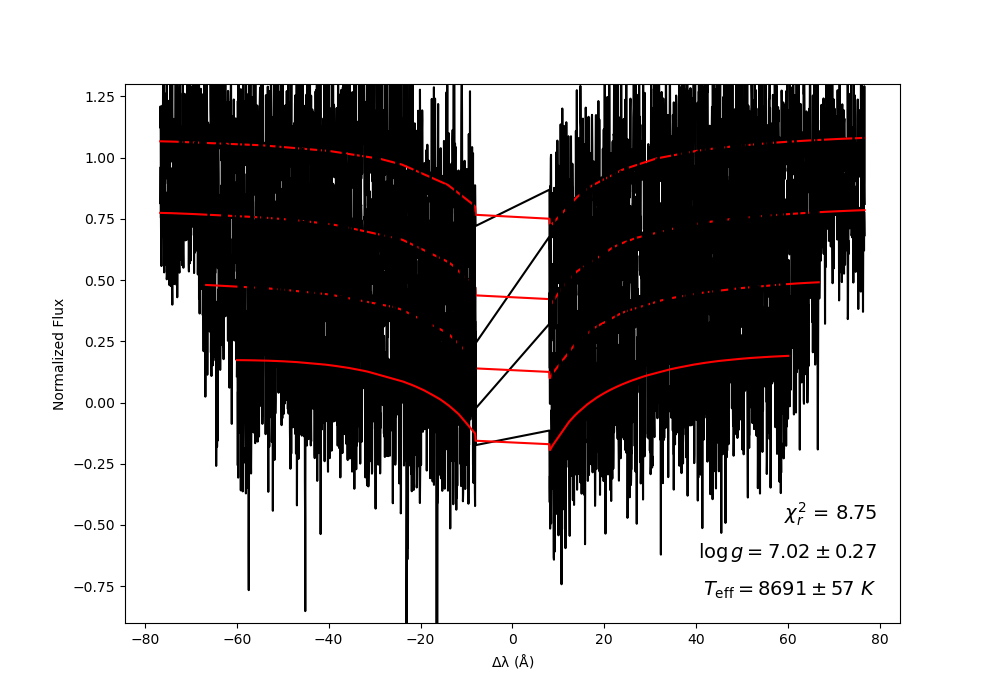 1.25
1.00
0.75
0.50
0.25
0.00
−0.25
−0.50
−0.75
Normalized Flux
χ²ᵣ = 8.75
log g = 7.02 ± 0.27
T_eff = 8691 ± 57 K
−80 −60 −40 −20 0 20 40 60 80
Δλ (Å)